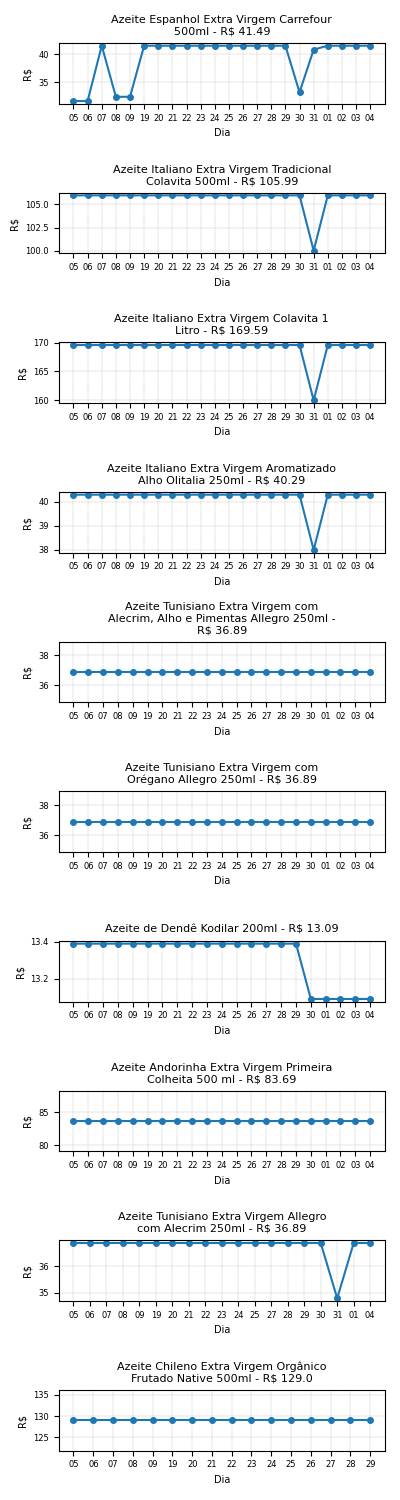 Azeite Espanhol Extra Virgem Carrefour
500ml - R$ 41.49
40
35
R$
05 06 07 08 09 19 20 21 22 23 24 25 26 27 28 29 30 31 01 02 03 04
Dia
Azeite Italiano Extra Virgem Tradicional
Colavita 500ml - R$ 105.99
105.0
102.5
100.0
R$
05 06 07 08 09 19 20 21 22 23 24 25 26 27 28 29 30 31 01 02 03 04
Dia
Azeite Italiano Extra Virgem Colavita 1
Litro - R$ 169.59
170
165
160
R$
05 06 07 08 09 19 20 21 22 23 24 25 26 27 28 29 30 31 01 02 03 04
Dia
Azeite Italiano Extra Virgem Aromatizado
Alho Olitalia 250ml - R$ 40.29
40
39
38
R$
05 06 07 08 09 19 20 21 22 23 24 25 26 27 28 29 30 31 01 02 03 04
Dia
Azeite Tunisiano Extra Virgem com
Alecrim, Alho e Pimentas Allegro 250ml -
R$ 36.89
38
36
R$
05 06 07 08 09 19 20 21 22 23 24 25 26 27 28 29 30 31 01 02 04
Dia
Azeite Tunisiano Extra Virgem com
Orégano Allegro 250ml - R$ 36.89
38
36
R$
05 06 07 08 09 19 20 21 22 23 24 25 26 27 28 29 30 31 01 02 04
Dia
Azeite de Dendê Kodilar 200ml - R$ 13.09
13.4
13.2
R$
05 06 07 08 09 19 20 21 22 23 24 25 26 27 28 29 30 01 02 03 04
Dia
Azeite Andorinha Extra Virgem Primeira
Colheita 500 ml - R$ 83.69
85
80
R$
05 06 07 08 09 19 20 21 22 23 24 25 26 27 28 29 30 31 02 03 04
Dia
Azeite Tunisiano Extra Virgem Allegro
com Alecrim 250ml - R$ 36.89
36
35
R$
05 06 07 08 09 19 20 21 22 23 24 25 26 28 29 30 31 01 04
Dia
Azeite Chileno Extra Virgem Orgânico
Frutado Native 500ml - R$ 129.0
135
130
125
R$
05 06 07 08 09 19 20 21 22 23 24 25 26 27 28 29
Dia